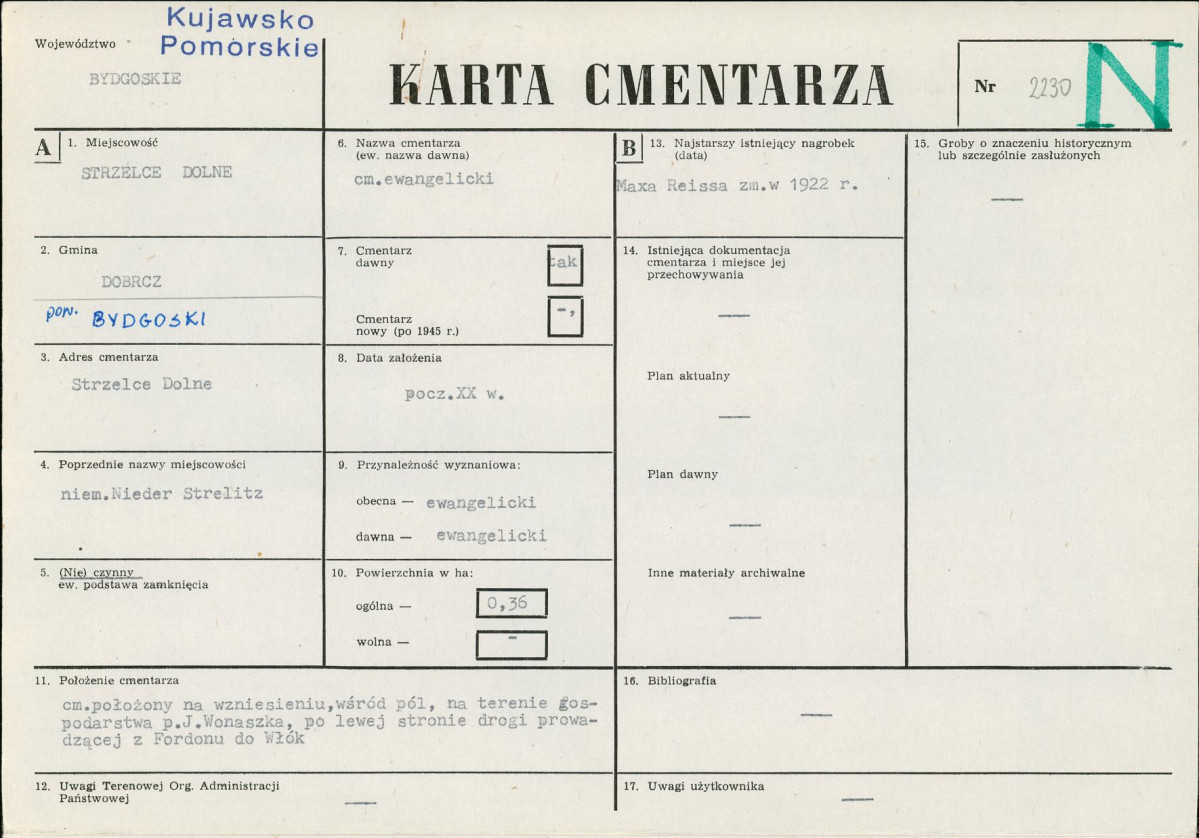 Województwo
Kujawsko
Pomorskie
BYDGOSKIE
KARTA CMENTARZA
Nr 2230
N
A
1. Miejscowość
STRZELCE DOLNE
2. Gmina
DOBRCZ
pow. BYDGOSKI
3. Adres cmentarza
Strzelce Dolne
4. Poprzednie nazwy miejscowości
niem.Nieder Strelitz
5. (Nie) czynny
ew. podstawa zamknięcia
6. Nazwa cmentarza
(ew. nazwa dawna)
cm.ewangelicki
7. Cmentarz
dawny
tak
Cmentarz
nowy (po 1945 r.)
-,
8. Data założenia
pocz.XX w.
9. Przynależność wyznaniowa:
obecna — ewangelicki
dawna — ewangelicki
10. Powierzchnia w ha:
ogólna — 0,36
wolna — -
B
13. Najstarszy istniejący nagrobek
(data)
Maxa Reissa zm.w 1922 r.
14. Istniejąca dokumentacja
cmentarza i miejsce jej
przechowywania
—
Plan aktualny
—
Plan dawny
—
Inne materiały archiwalne
—
15. Groby o znaczeniu historycznym
lub szczególnie zasłużonych
—
11. Położenie cmentarza
cm.położony na wzniesieniu,wśród pól, na terenie gos-
podarstwa p.J.Wonaszka, po lewej stronie drogi prowa-
dzącej z Fordonu do Włók
12. Uwagi Terenowej Org. Administracji
Państwowej
—
16. Bibliografia
—
17. Uwagi użytkownika
—